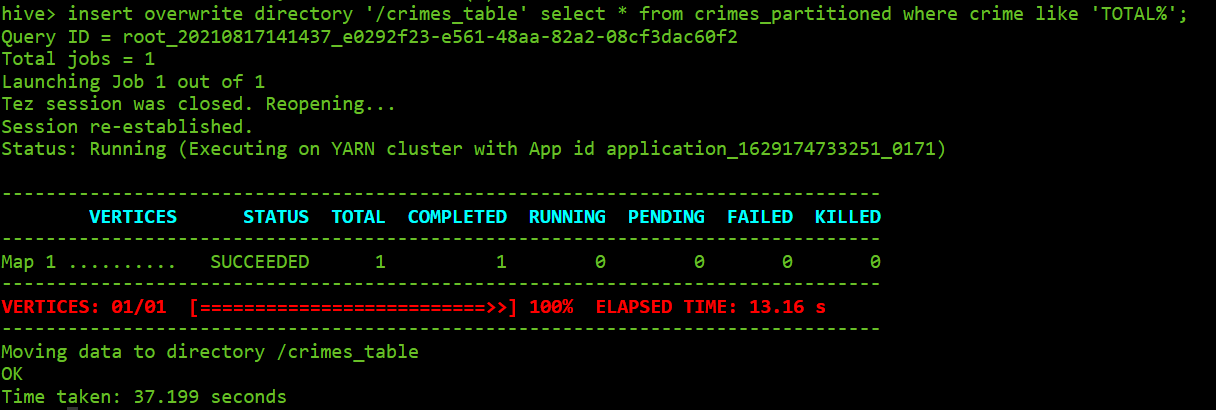 hive> insert overwrite directory '/crimes_table' select * from crimes_partitioned where crime like 'TOTAL%';
Query ID = root_20210817141437_e0292f23-e561-48aa-82a2-08cf3dac60f2
Total jobs = 1
Launching Job 1 out of 1
Tez session was closed. Reopening...
Session re-established.
Status: Running (Executing on YARN cluster with App id application_1629174733251_0171)
--------------------------------------------------------------------------------
        VERTICES      STATUS  TOTAL  COMPLETED  RUNNING  PENDING  FAILED  KILLED
--------------------------------------------------------------------------------
Map 1 ..........   SUCCEEDED      1          1        0        0       0       0
--------------------------------------------------------------------------------
VERTICES: 01/01  [==========================>>] 100%  ELAPSED TIME: 13.16 s
--------------------------------------------------------------------------------
Moving data to directory /crimes_table
OK
Time taken: 37.199 seconds